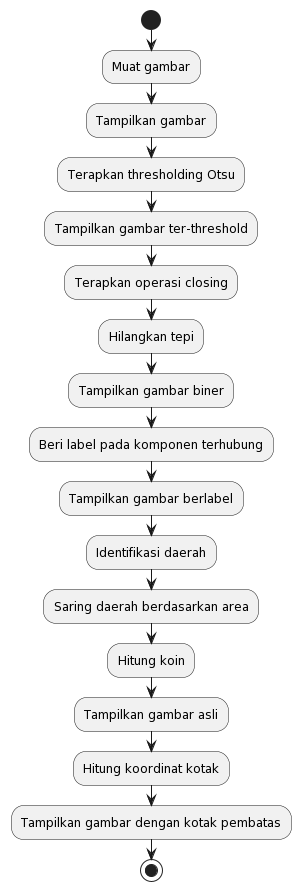 Muat gambar
Tampilkan gambar
Terapkan thresholding Otsu
Tampilkan gambar ter-threshold
Terapkan operasi closing
Hilangkan tepi
Tampilkan gambar biner
Beri label pada komponen terhubung
Tampilkan gambar berlabel
Identifikasi daerah
Saring daerah berdasarkan area
Hitung koin
Tampilkan gambar asli
Hitung koordinat kotak
Tampilkan gambar dengan kotak pembatas